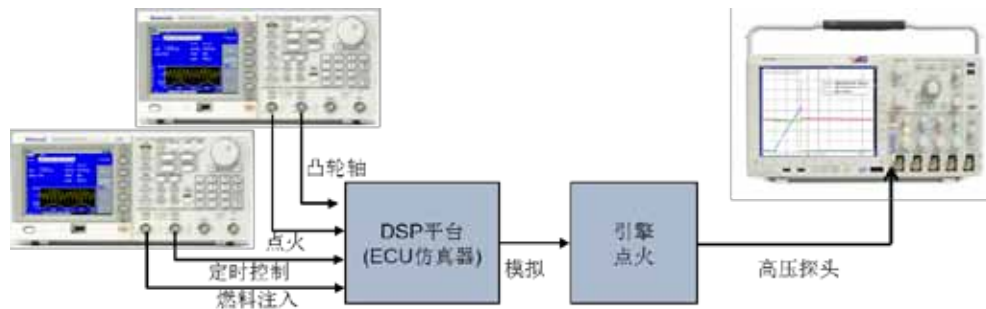 凸轮轴
点火
定时控制
燃料注入
DSP平台
(ECU仿真器)
模拟
引擎
点火
高压探头